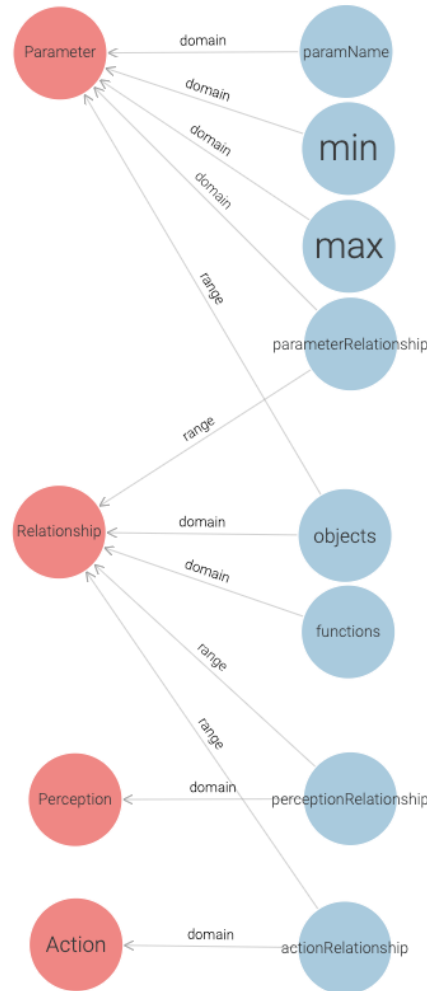 Parameter
domain
paramName
domain
min
domain
max
domain
range
parameterRelationship
range
Relationship
domain
objects
domain
functions
range
range
Perception
domain
perceptionRelationship
Action
domain
actionRelationship